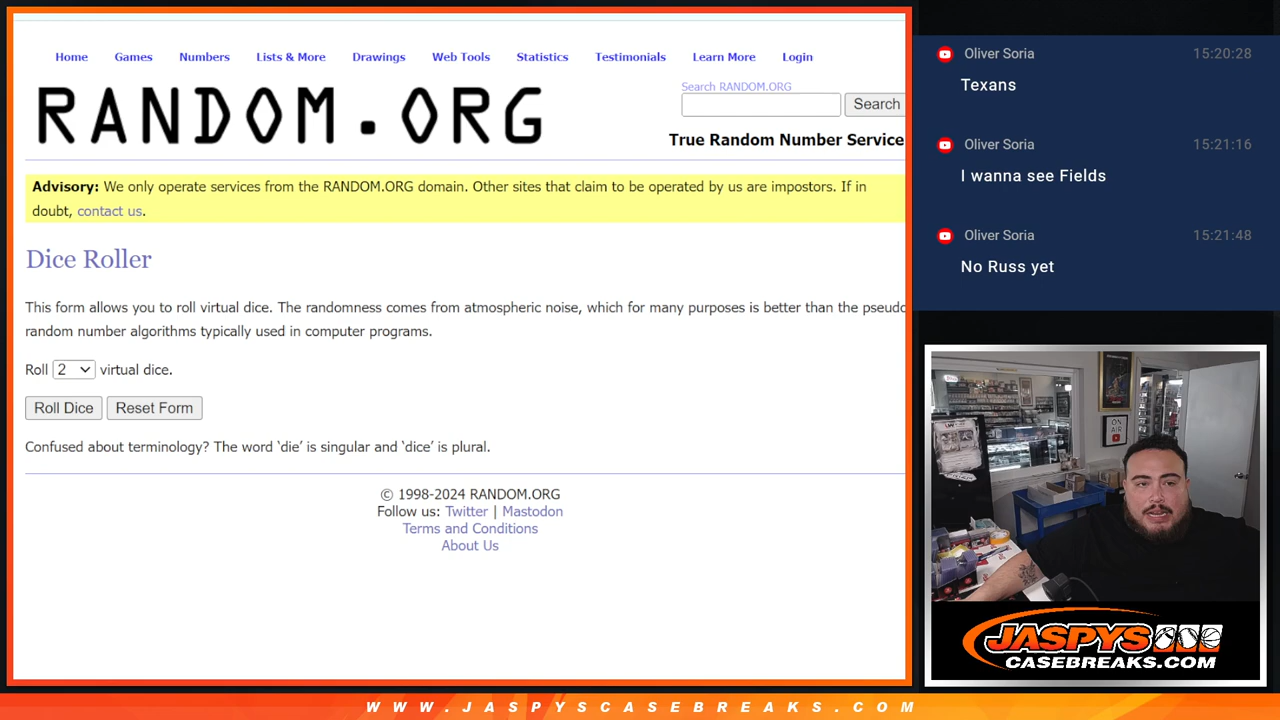 Home Games Numbers Lists & More Drawings Web Tools Statistics Testimonials Learn More Login
RANDOM.ORG
Search RANDOM.ORG
Search
True Random Number Service
Advisory: We only operate services from the RANDOM.ORG domain. Other sites that claim to be operated by us are impostors. If in
doubt, contact us.
Dice Roller
This form allows you to roll virtual dice. The randomness comes from atmospheric noise, which for many purposes is better than the pseudo
random number algorithms typically used in computer programs.
Roll 2 virtual dice.
Roll Dice Reset Form
Confused about terminology? The word ‘die’ is singular and ‘dice’ is plural.
© 1998-2024 RANDOM.ORG
Follow us: Twitter | Mastodon
Terms and Conditions
About Us
Oliver Soria 15:20:28
Texans
Oliver Soria 15:21:16
I wanna see Fields
Oliver Soria 15:21:48
No Russ yet
ON
AIR
JASPYS
CASEBREAKS.COM
WWW.JASPYSCASEBREAKS.COM